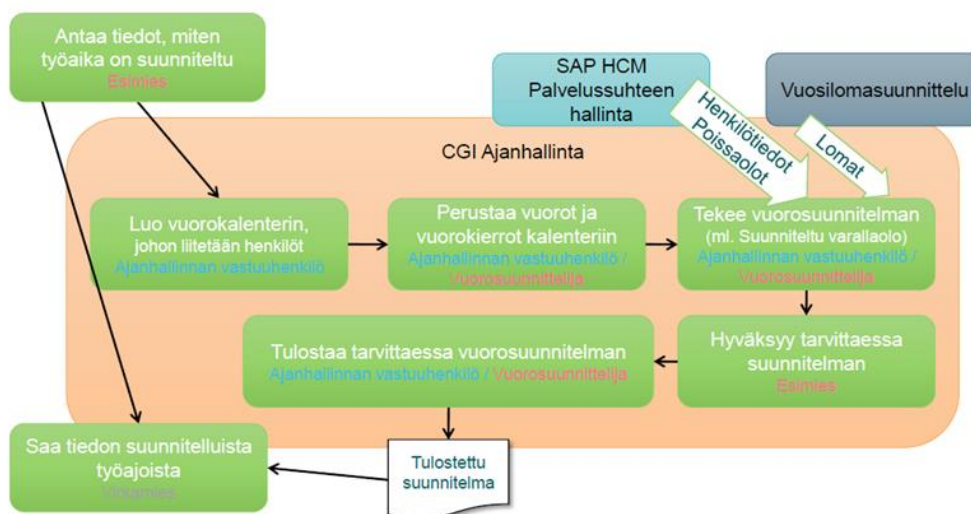 Antaa tiedot, miten
työaika on suunniteltu
Esimies
SAP HCM
Palvelussuhteen
hallinta
Vuosilomasuunnittelu
Henkilötiedot
Poissaolot
Lomat
CGI Ajanhallinta
Luo vuorokalenterin,
johon liitetään henkilöt
Ajanhallinnan vastuuhenkilö
Perustaa vuorot ja
vuorokierrot kalenteriin
Ajanhallinnan vastuuhenkilö /
Vuorosuunnittelija
Tekee vuorosuunnitelman
(ml. Suunniteltu varallaolo)
Ajanhallinnan vastuuhenkilö /
Vuorosuunnittelija
Tulostaa tarvittaessa vuorosuunnitelman
Ajanhallinnan vastuuhenkilö / Vuorosuunnittelija
Hyväksyy tarvittaessa
suunnitelman
Esimies
Saa tiedon suunnitelluista
työajoista
Virkamies
Tulostettu
suunnitelma